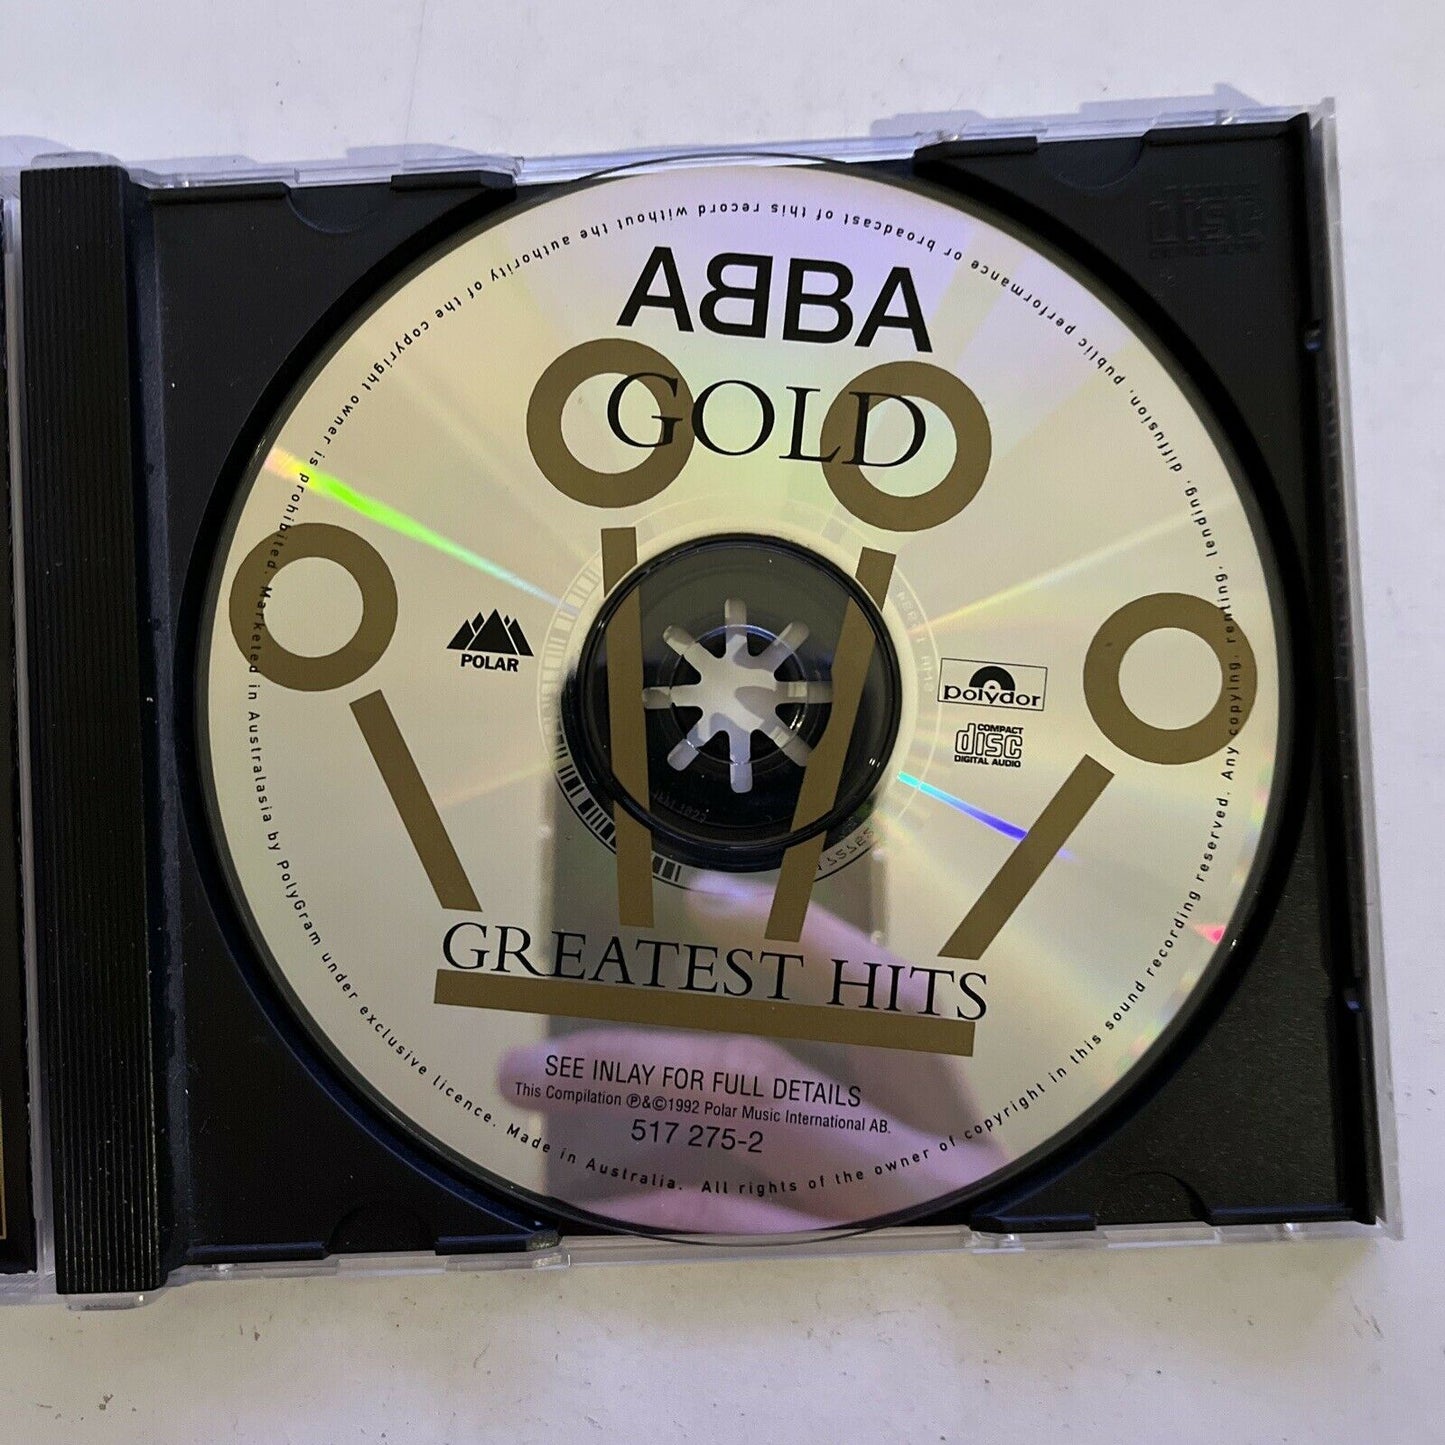 ABBA
GOLD
POLAR
polydor
COMPACT
disc
DIGITAL AUDIO
GREATEST HITS
SEE INLAY FOR FULL DETAILS
This Compilation ℗&©1992 Polar Music International AB.
517 275-2
All rights of the owner of copyright in this sound recording reserved. Any copying, renting, lending, diffusion, public performance or broadcast of this record without the authority of the copyright owner is prohibited. Marketed in Australasia by PolyGram under exclusive licence. Made in Australia.
disc